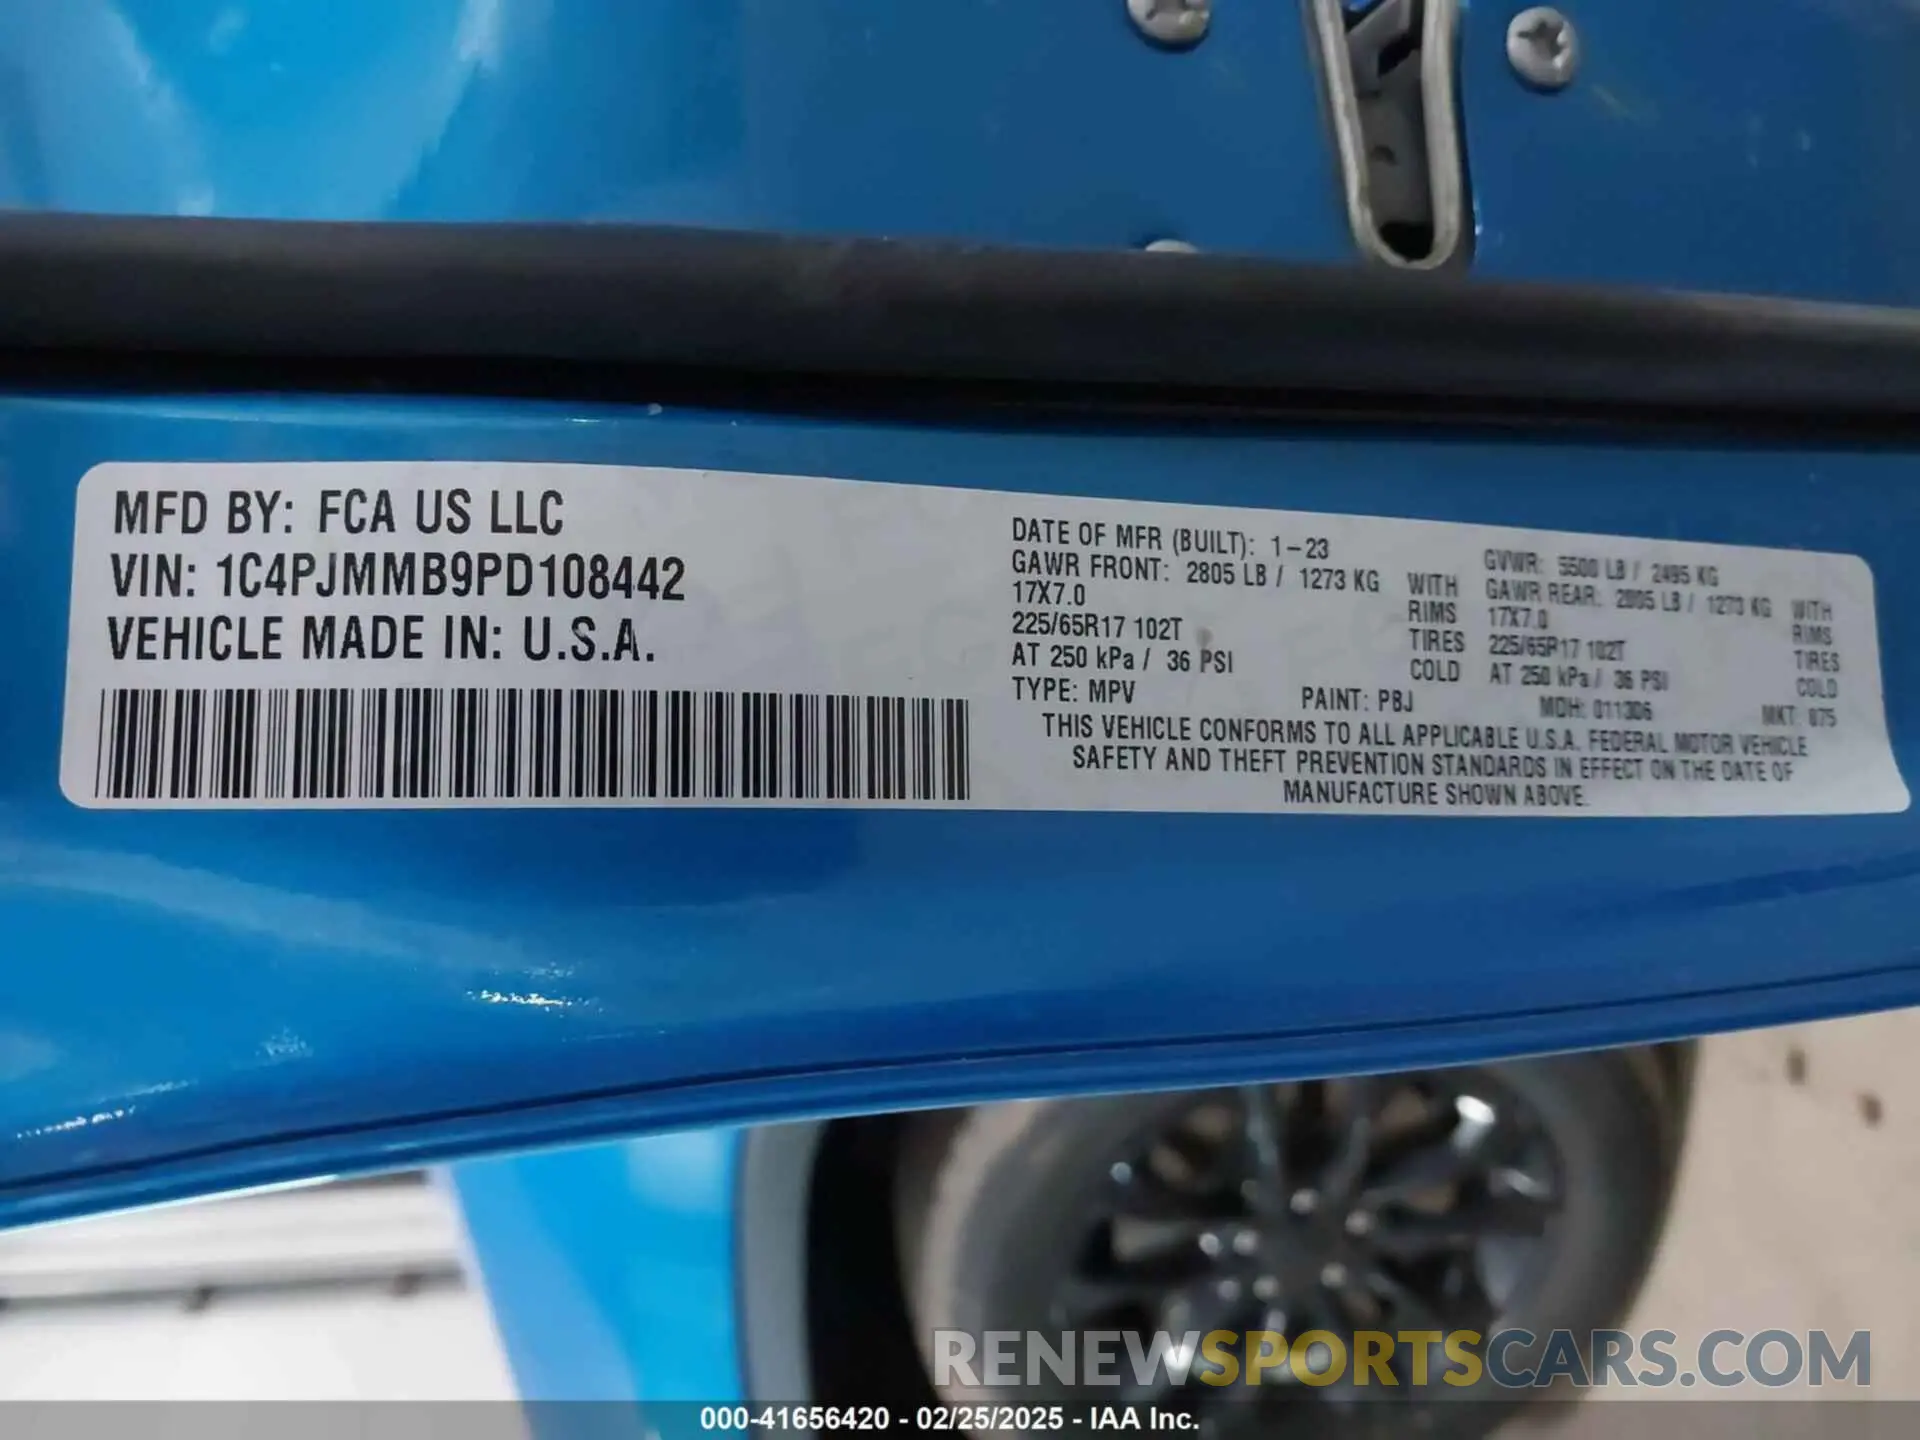 MFD BY: FCA US LLC
VIN: 1C4PJMMB9PD108442
VEHICLE MADE IN: U.S.A.
DATE OF MFR (BUILT): 1-23 GVWR: 5500 LB / 2495 KG
GAWR FRONT: 2805 LB / 1273 KG WITH GAWR REAR: 2805 LB / 1273 KG WITH
17X7.0 RIMS 17X7.0 RIMS
225/65R17 102T TIRES 225/65R17 102T TIRES
AT 250 kPa / 36 PSI COLD AT 250 kPa / 36 PSI COLD
TYPE: MPV PAINT: PBJ MDH: 011306 MKT: 075
THIS VEHICLE CONFORMS TO ALL APPLICABLE U.S.A. FEDERAL MOTOR VEHICLE
SAFETY AND THEFT PREVENTION STANDARDS IN EFFECT ON THE DATE OF
MANUFACTURE SHOWN ABOVE.
RENEWSPORTSCARS.COM
000-41656420 - 02/25/2025 - IAA Inc.